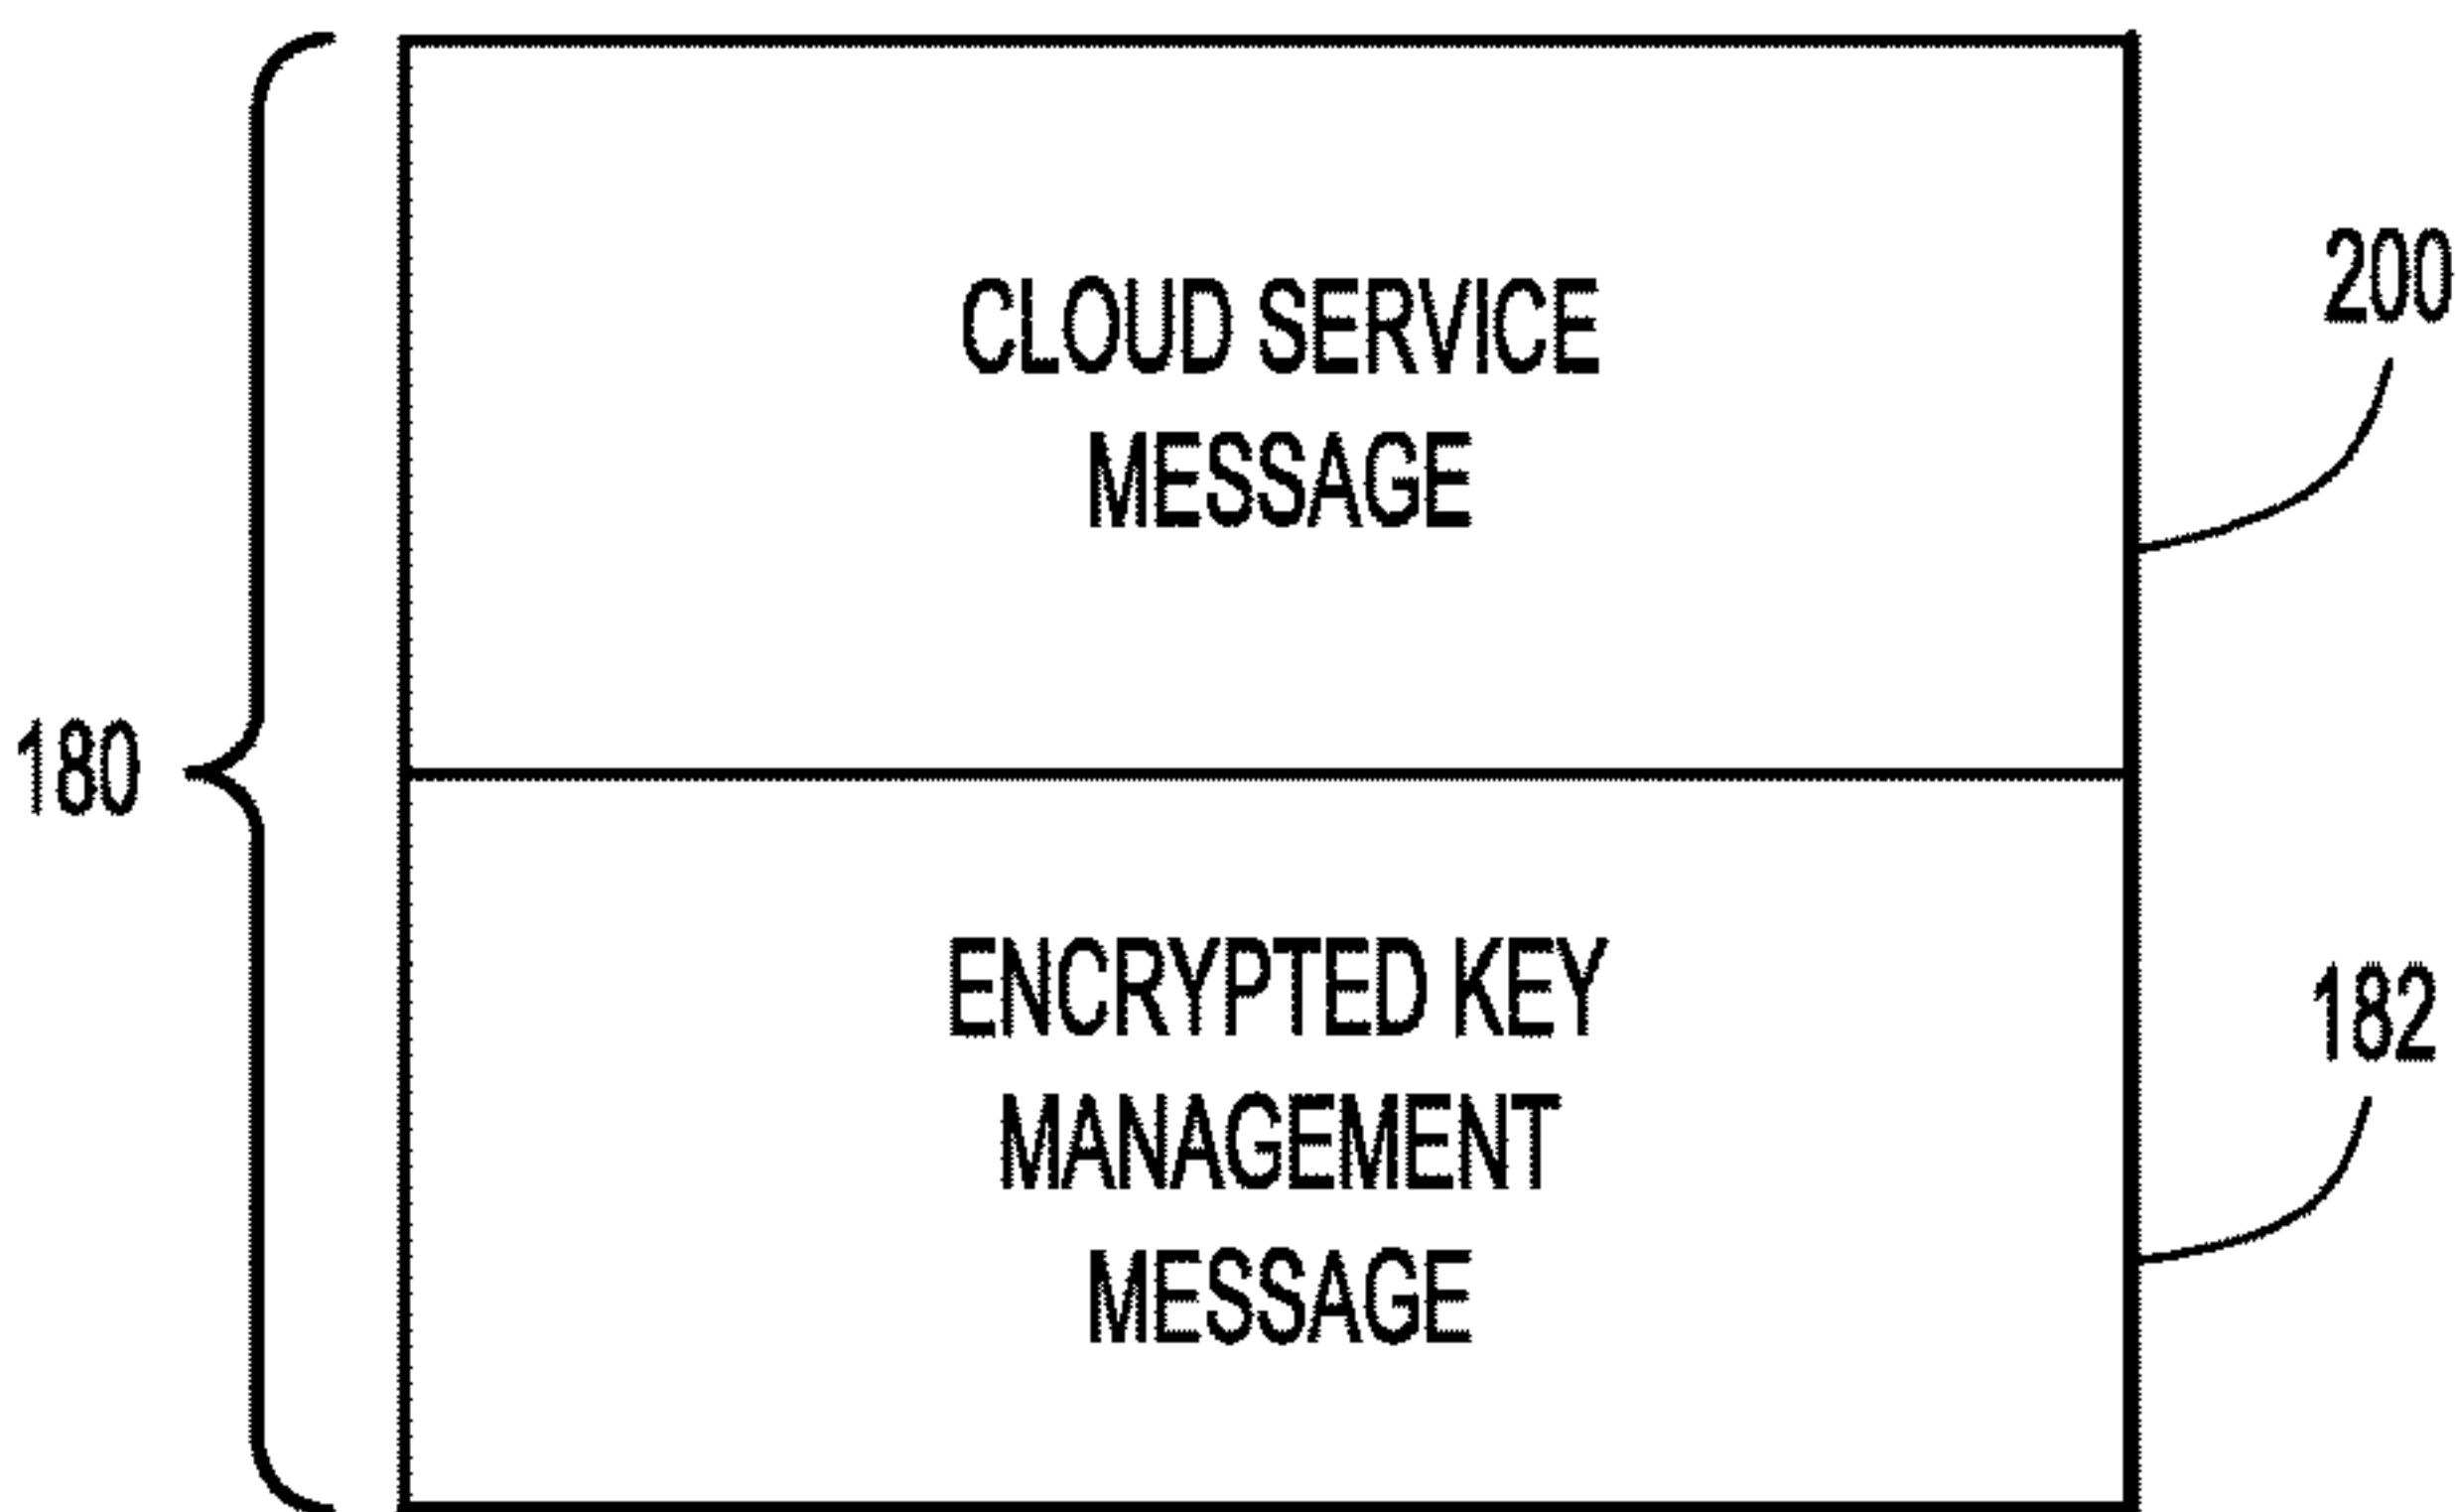 CLOUD SERVICE
MESSAGE
200
180
ENCRYPTED KEY
MANAGEMENT
MESSAGE
182